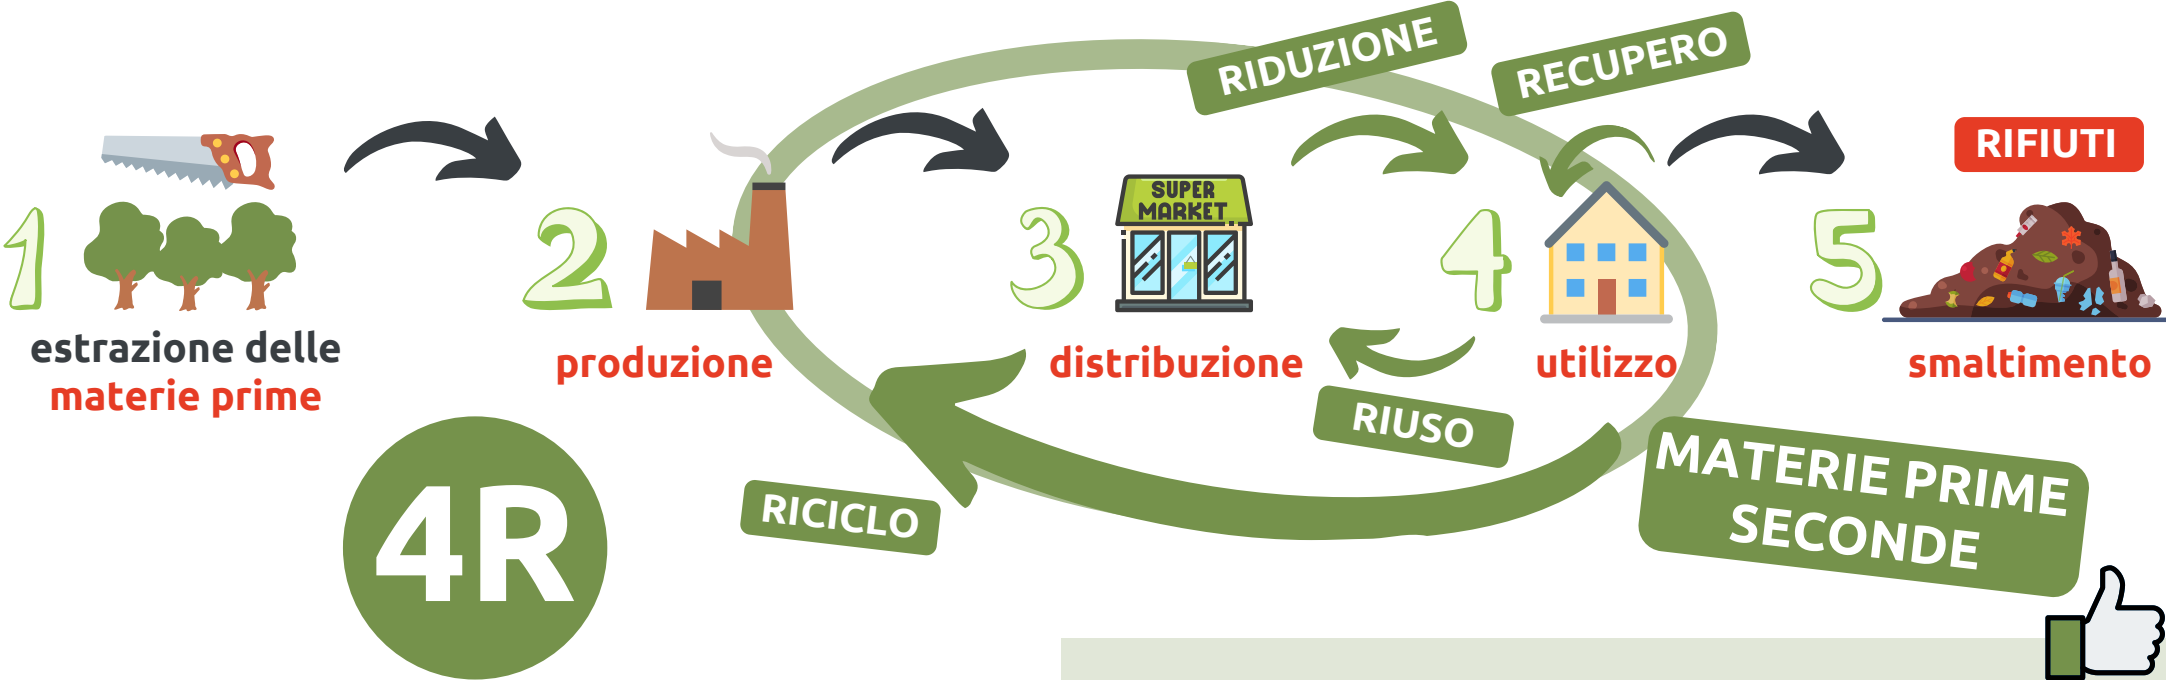 RIDUZIONE
RECUPERO
RIFIUTI
SUPER
MARKET
1
2
3
4
5
estrazione delle
materie prime
produzione
distribuzione
utilizzo
smaltimento
RIUSO
MATERIE PRIME
SECONDE
RICICLO
4R